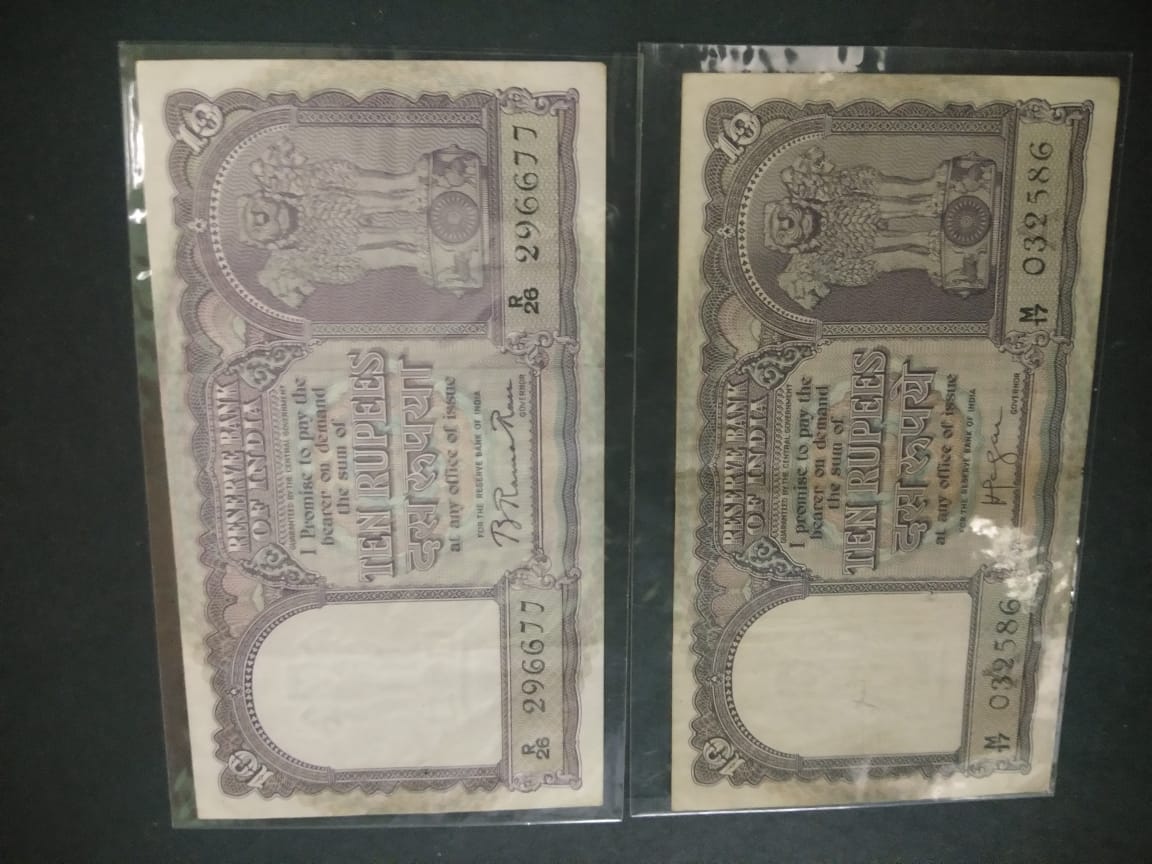 10
10
RESERVE BANK
OF INDIA
GUARANTEED BY THE CENTRAL GOVERNMENT
I Promise to pay the
bearer on demand
the sum of
TEN RUPEES
दस रूपया
at any office of issue
FOR THE RESERVE BANK OF INDIA
B Rama Rau
GOVERNOR
R
26 296677
R
26 296677
10
10
RESERVE BANK
OF INDIA
GUARANTEED BY THE CENTRAL GOVERNMENT
I promise to pay the
bearer on demand
the sum of
TEN RUPEES
दस रूपये
at any office of issue
FOR THE RESERVE BANK OF INDIA
GOVERNOR
M
17 032586
M
17 032586